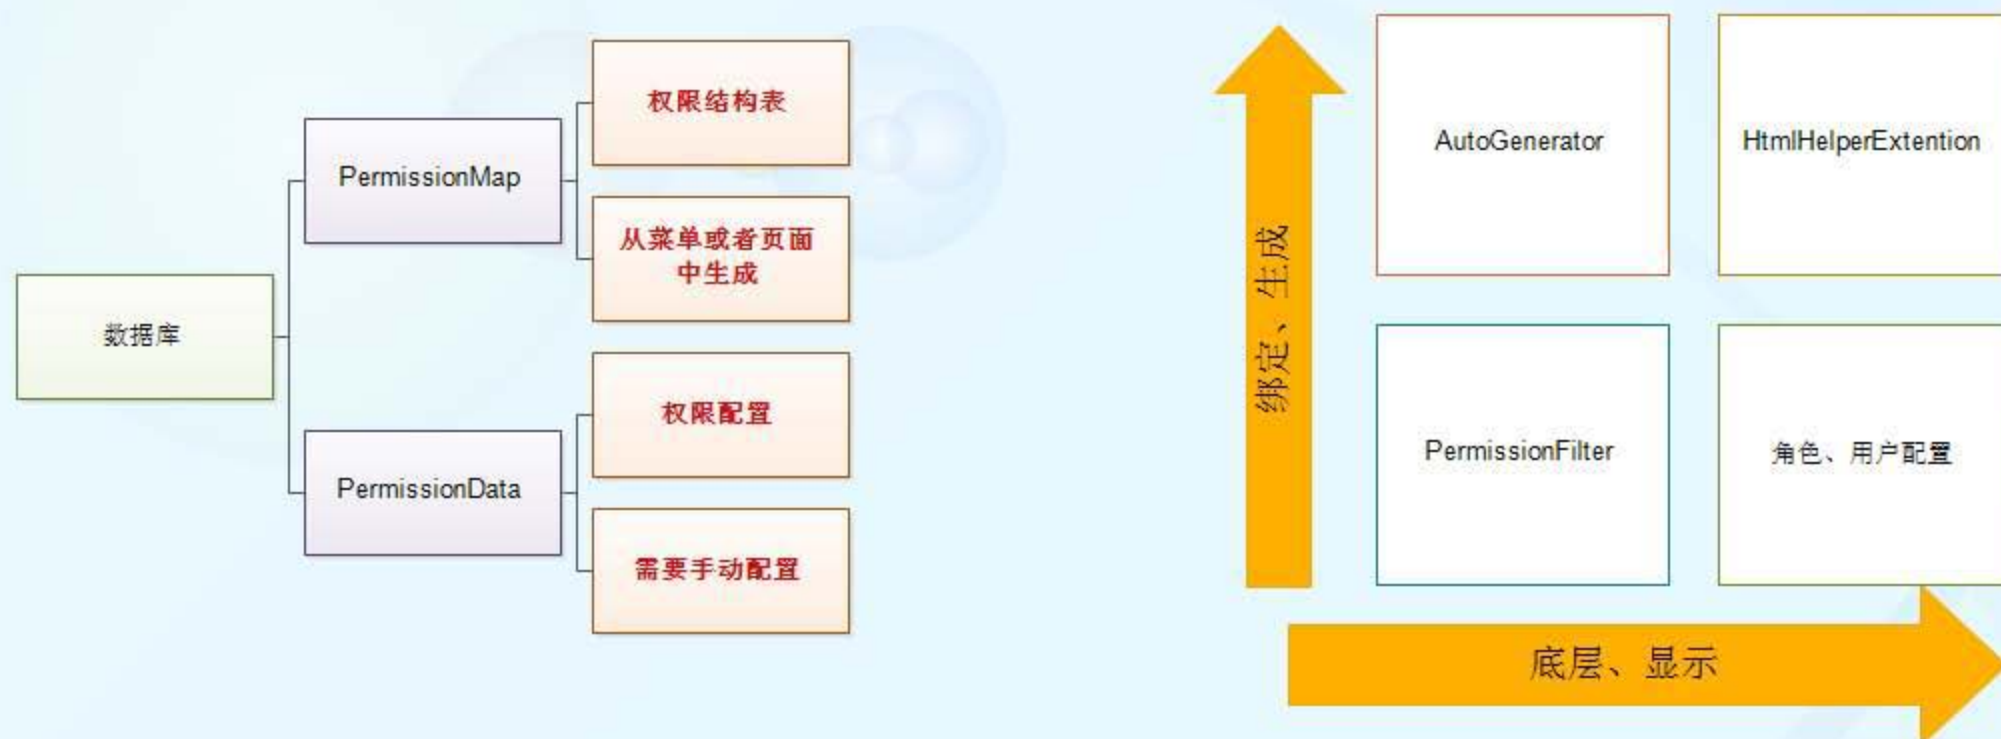 数据库
PermissionMap
PermissionData
权限结构表
从菜单或者页面
中生成
权限配置
需要手动配置
绑定、生成
AutoGenerator
HtmlHelperExtention
PermissionFilter
角色、用户配置
底层、显示